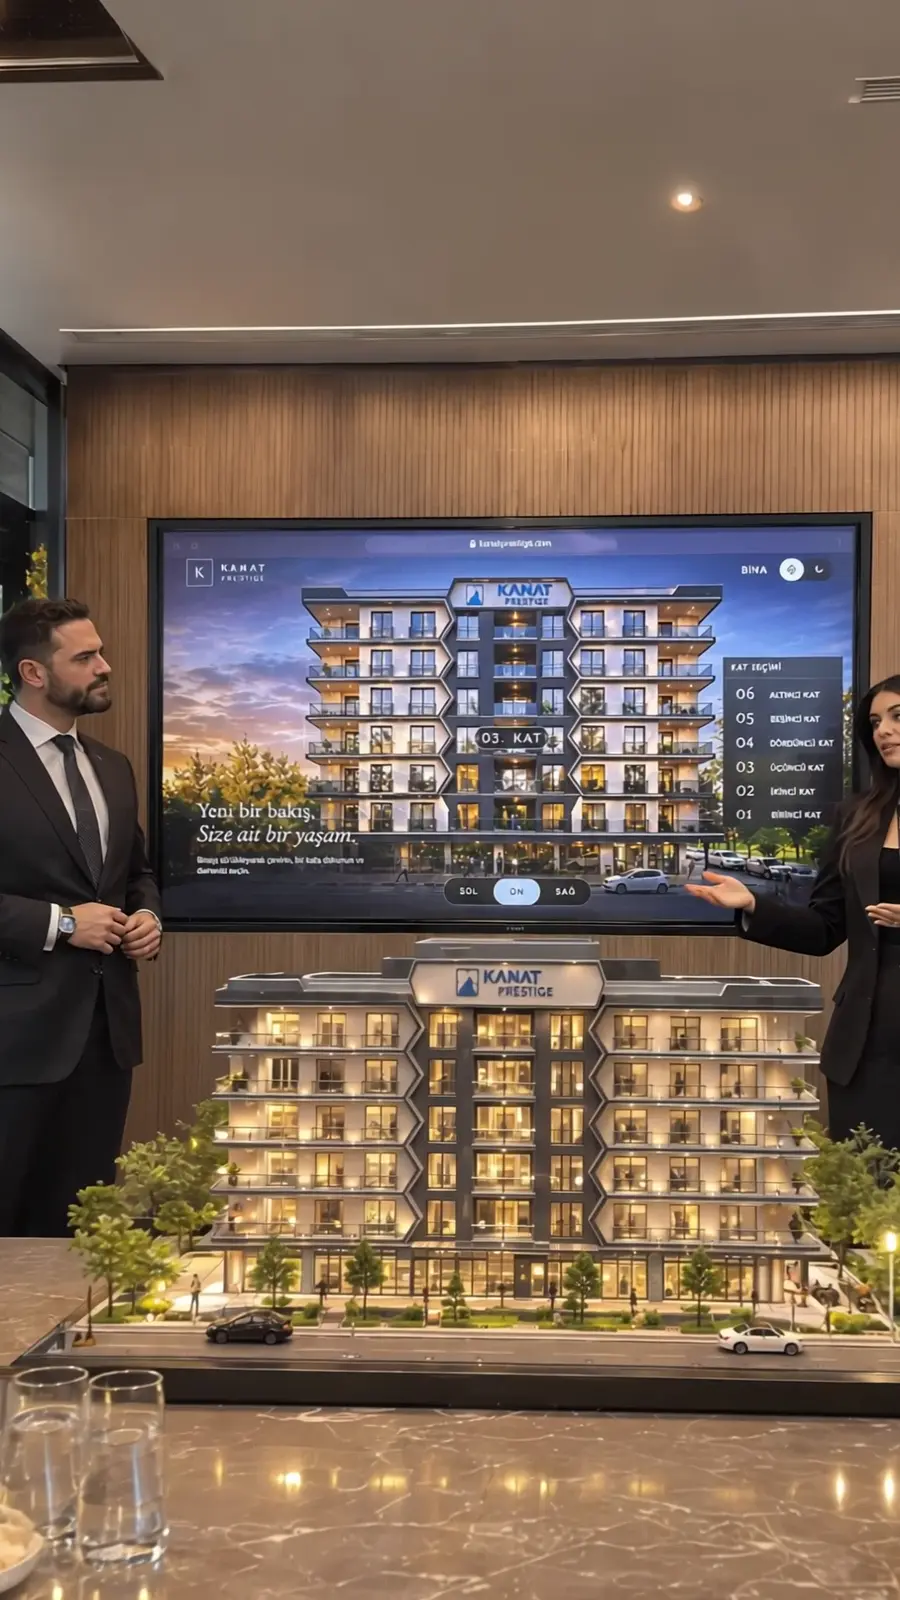 K KANAT
PRESTIGE
BİNA
KANAT
PRESTIGE
KAT SEÇİMİ
06 ALTINCI KAT
05 BEŞİNCİ KAT
04 DÖRDÜNCÜ KAT
03 ÜÇÜNCÜ KAT
02 İKİNCİ KAT
01 BİRİNCİ KAT
03. KAT
Yeni bir bakış.
Size ait bir yaşam.
SOL ÖN SAĞ
KANAT
PRESTIGE